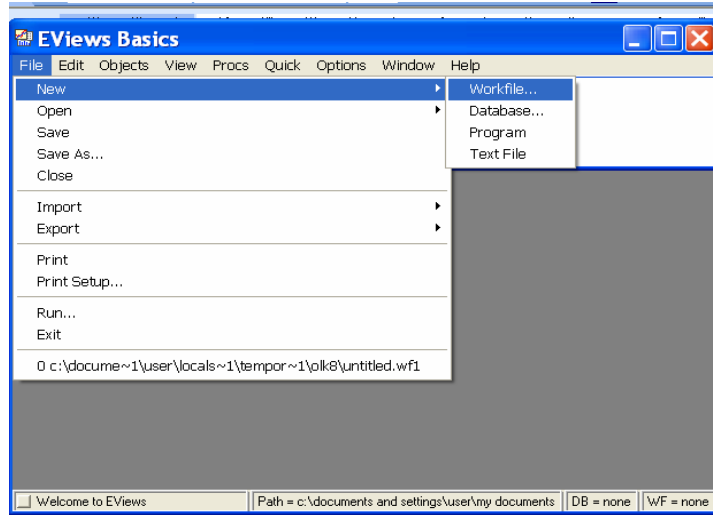 EViews Basics
File Edit Objects View Procs Quick Options Window Help
New
Workfile...
Open
Database...
Save
Program
Save As...
Text File
Close
Import
Export
Print
Print Setup...
Run...
Exit
0 c:\docume~1\user\locals~1\tempor~1\olk8\untitled.wf1
Welcome to EViews Path = c:\documents and settings\user\my documents DB = none WF = none